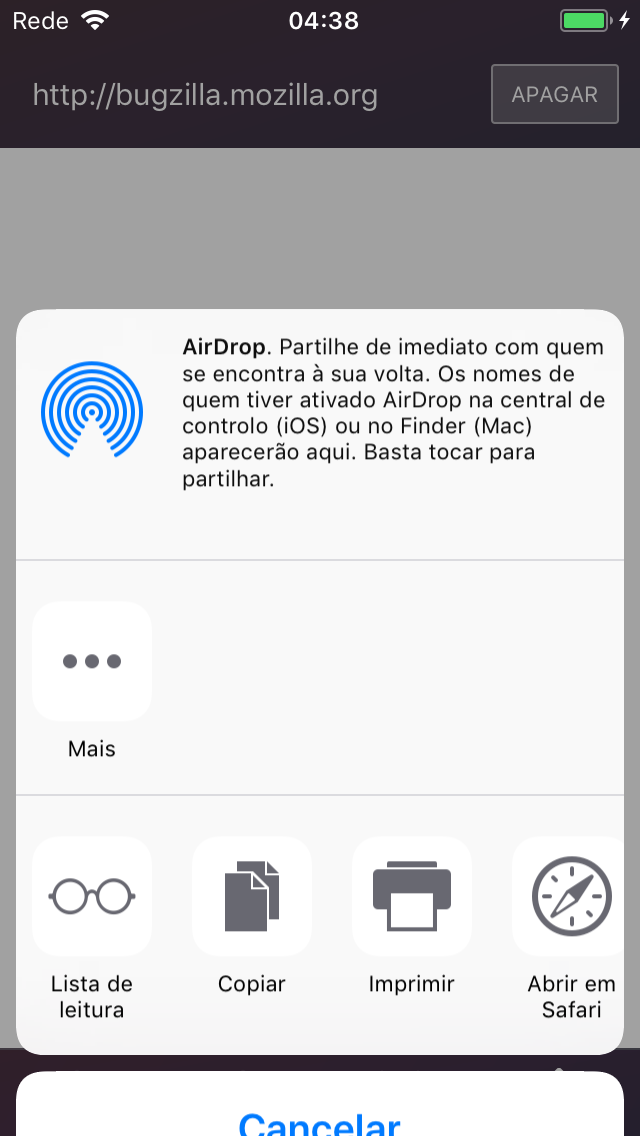 Rede 04:38
http://bugzilla.mozilla.org APAGAR
AirDrop. Partilhe de imediato com quem
se encontra à sua volta. Os nomes de
quem tiver ativado AirDrop na central de
controlo (iOS) ou no Finder (Mac)
aparecerão aqui. Basta tocar para
partilhar.
Mais
Lista de
leitura
Copiar
Imprimir
Abrir em
Safari
Cancelar